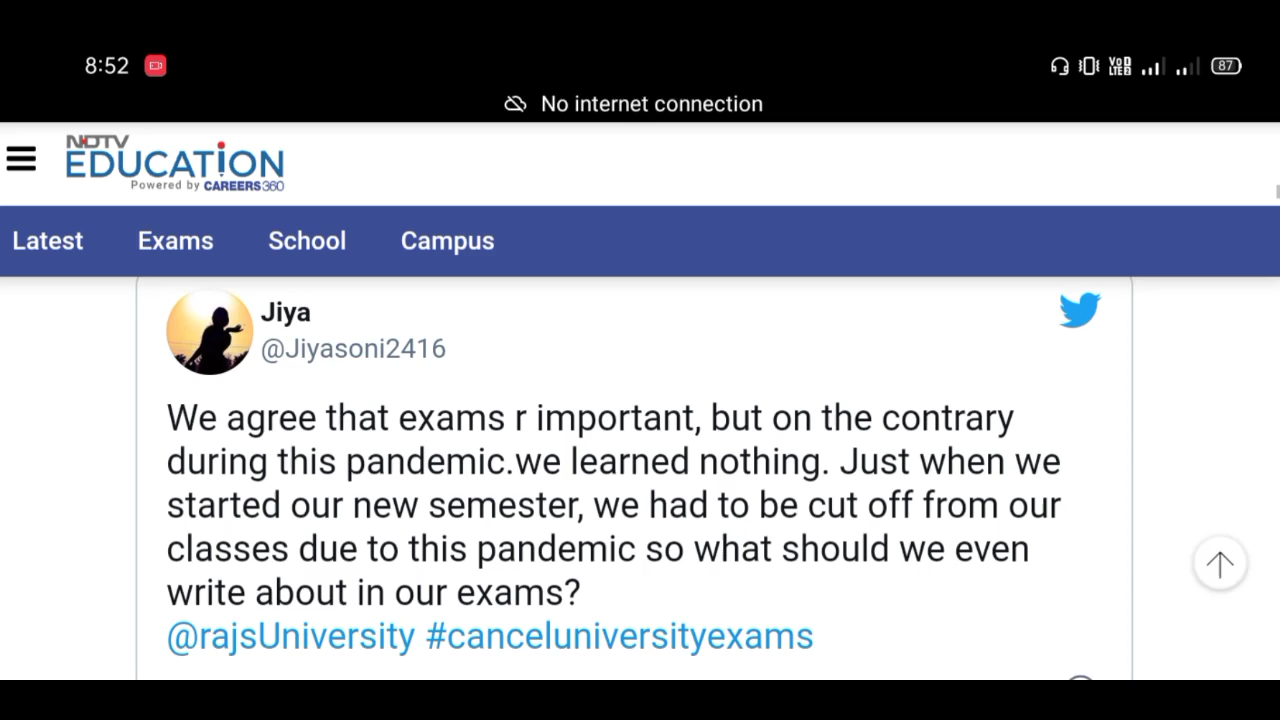 8:52
VoD LTE2 87
No internet connection
NDTV
EDUCATION
Powered by CAREERS360
Latest Exams School Campus
Jiya
@Jiyasoni2416
We agree that exams r important, but on the contrary
during this pandemic.we learned nothing. Just when we
started our new semester, we had to be cut off from our
classes due to this pandemic so what should we even
write about in our exams?
@rajsUniversity #canceluniversityexams